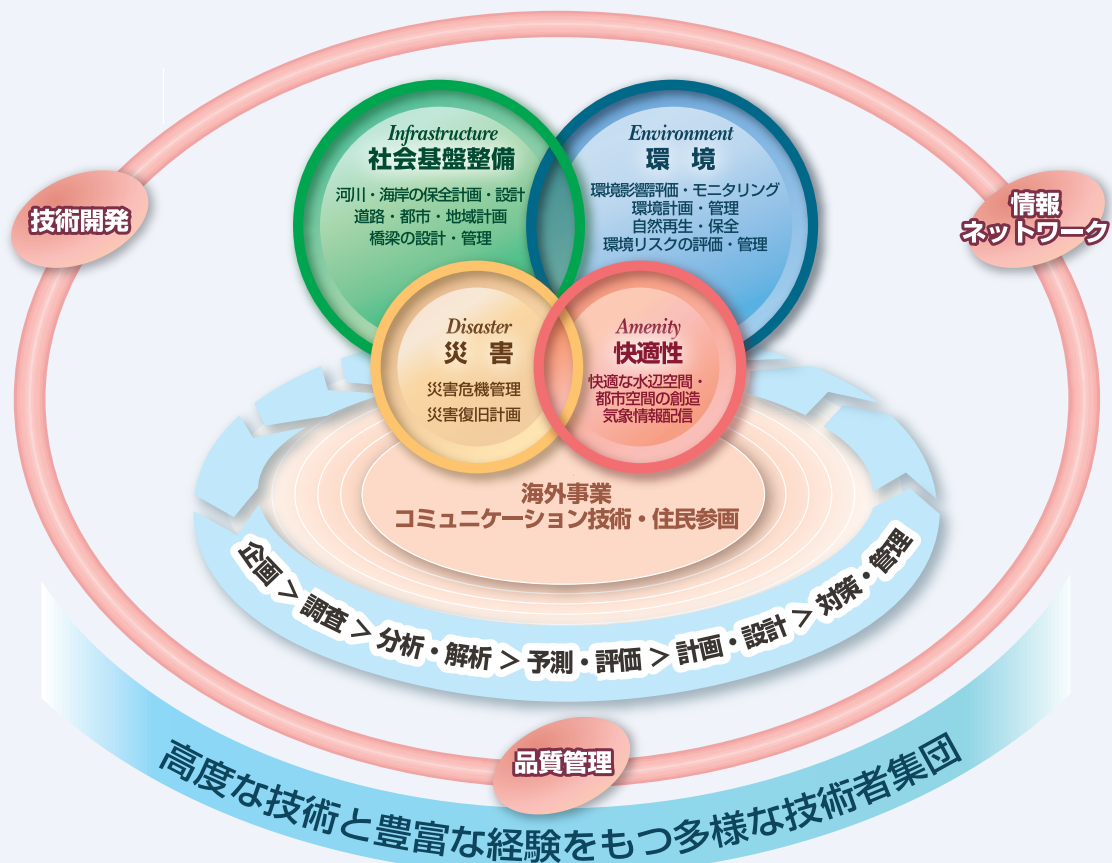 Infrastructure
社会基盤整備
河川・海岸の保全計画・設計
道路・都市・地域計画
橋梁の設計・管理
Environment
環 境
環境影響評価・モニタリング
環境計画・管理
自然再生・保全
環境リスクの評価・管理
技術開発
情報
ネットワーク
Disaster
災 害
災害危機管理
災害復旧計画
Amenity
快適性
快適な水辺空間・
都市空間の創造
気象情報配信
海外事業
コミュニケーション技術・住民参画
企画 > 調査 > 分析・解析 > 予測・評価 > 計画・設計 > 対策・管理
品質管理
高度な技術と豊富な経験をもつ多様な技術者集団